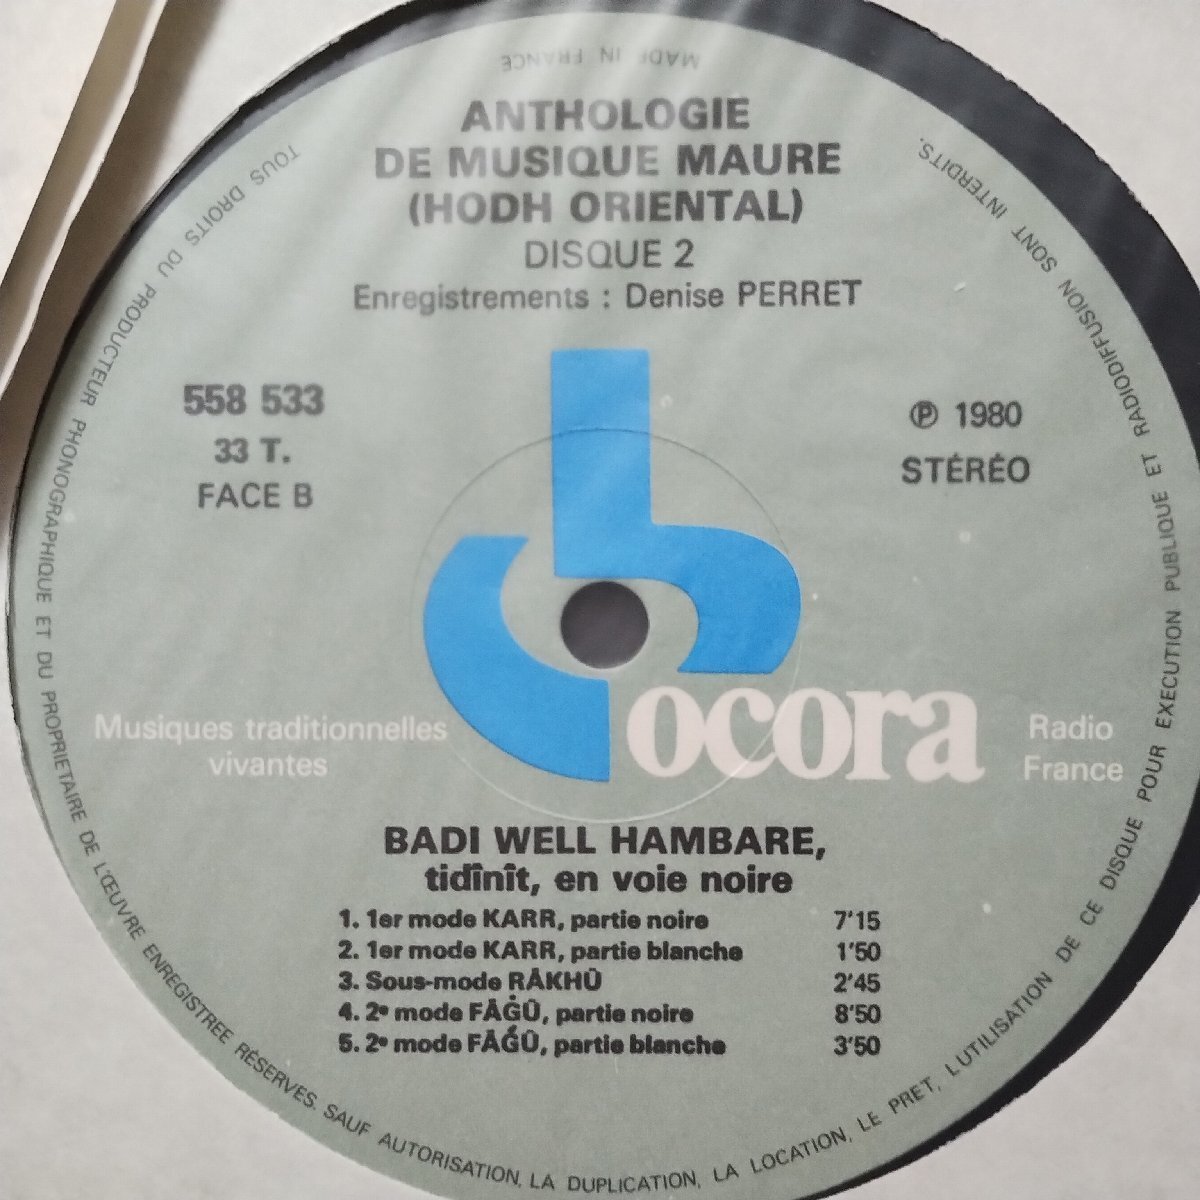 MADE IN FRANCE
ANTHOLOGIE
DE MUSIQUE MAURE
(HODH ORIENTAL)
DISQUE 2
Enregistrements : Denise PERRET
558 533
33 T.
FACE B
℗ 1980
STÉRÉO
ocora
Musiques traditionnelles
vivantes
Radio
France
BADI WELL HAMBARE,
tidînît, en voie noire
1. 1er mode KARR, partie noire 7'15
2. 1er mode KARR, partie blanche 1'50
3. Sous-mode RÂKHÛ 2'45
4. 2e mode FÂĠÛ, partie noire 8'50
5. 2e mode FÂĠÛ, partie blanche 3'50
TOUS DROITS DU PRODUCTEUR PHONOGRAPHIQUE ET DU PROPRIETAIRE DE L'ŒUVRE ENREGISTREE RÉSERVES. SAUF AUTORISATION, LA DUPLICATION, LA LOCATION, LE PRET, L'UTILISATION DE CE DISQUE POUR EXECUTION PUBLIQUE ET RADIODIFFUSION SONT INTERDITS.